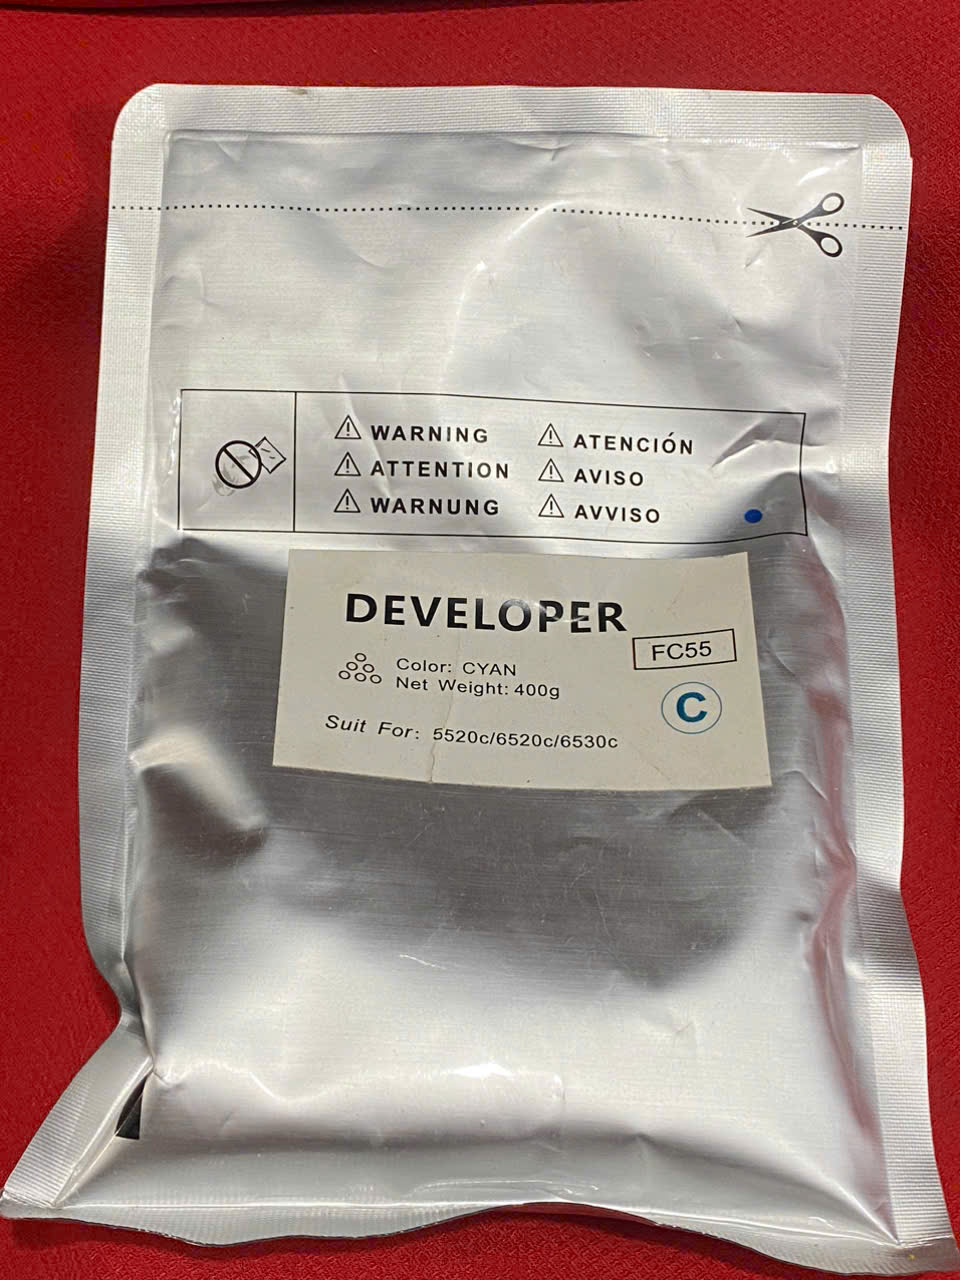 WARNING
ATTENTION
WARNUNG
ATENCIÓN
AVISO
AVVISO
DEVELOPER
FC55
Color: CYAN
Net Weight: 400g
C
Suit For: 5520c/6520c/6530c